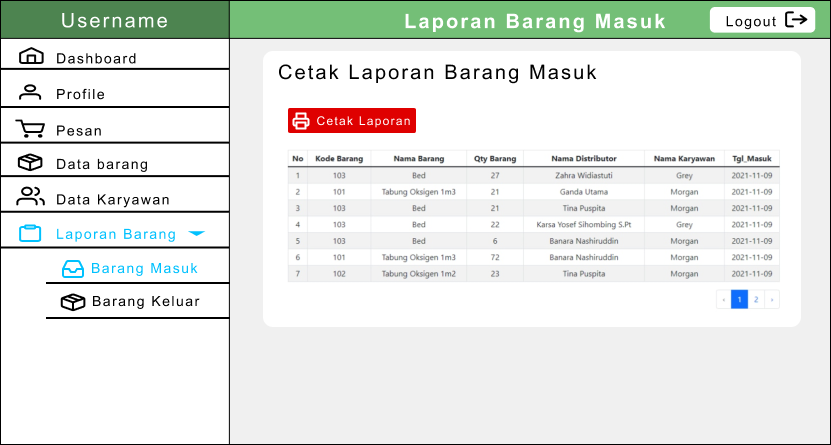 Username
Laporan Barang Masuk
Logout
Dashboard
Profile
Pesan
Data barang
Data Karyawan
Laporan Barang
Barang Masuk
Barang Keluar
Cetak Laporan Barang Masuk
Cetak Laporan
No Kode Barang Nama Barang Qty Barang Nama Distributor Nama Karyawan Tgl_Masuk
1 103 Bed 27 Zahra Widiastuti Grey 2021-11-09
2 101 Tabung Oksigen 1m3 21 Ganda Utama Morgan 2021-11-09
3 103 Bed 21 Tina Puspita Morgan 2021-11-09
4 103 Bed 22 Karsa Yosef Sihombing S.Pt Grey 2021-11-09
5 103 Bed 6 Banara Nashiruddin Morgan 2021-11-09
6 101 Tabung Oksigen 1m3 72 Banara Nashiruddin Morgan 2021-11-09
7 102 Tabung Oksigen 1m2 23 Tina Puspita Morgan 2021-11-09
« 1 2 »